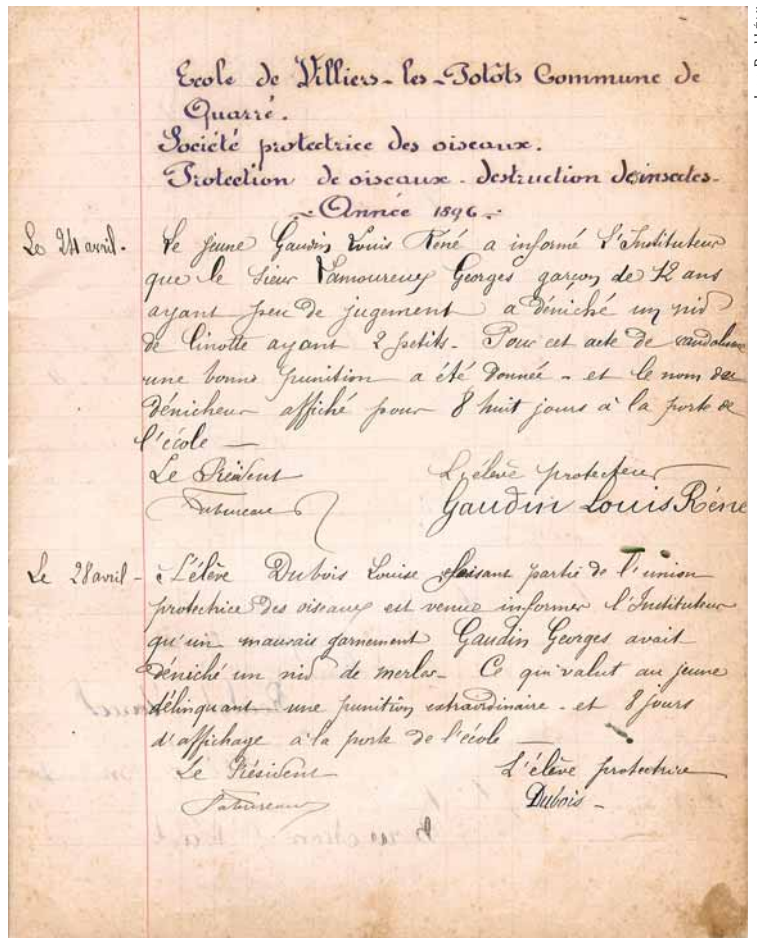 Ecole de Villiers-les-Potôts Commune de
Quarré.
Société protectrice des oiseaux.
Protection de oiseaux. destruction de insectes.
Année 1896.
Le 24 avril. Le jeune Gaudin Louis René a informé l'Instituteur
que le Sieur Lamoureux Georges garçon de 12 ans
ayant peu de jugement a déniché un nid
de linotte ayant 2 petits. Pour cet acte de vandalisme
une bonne punition a été donnée - et le nom du
dénicheur affiché pour 8 huit jours à la porte de
l'école —
Le Président L'élève protecteur
Gaudin Louis Réné
Le 28 avril - L'élève Dubois Louise faisant partie de l'union
protectrice des oiseaux est venue informer l'Instituteur
qu'un mauvais garnement Gaudin Georges avait
déniché un nid de merles. Ce qui valut au jeune
délinquant une punition extraordinaire - et 8 jours
d'affichage à la porte de l'école —
Le Président L'élève protectrice
Dubois -